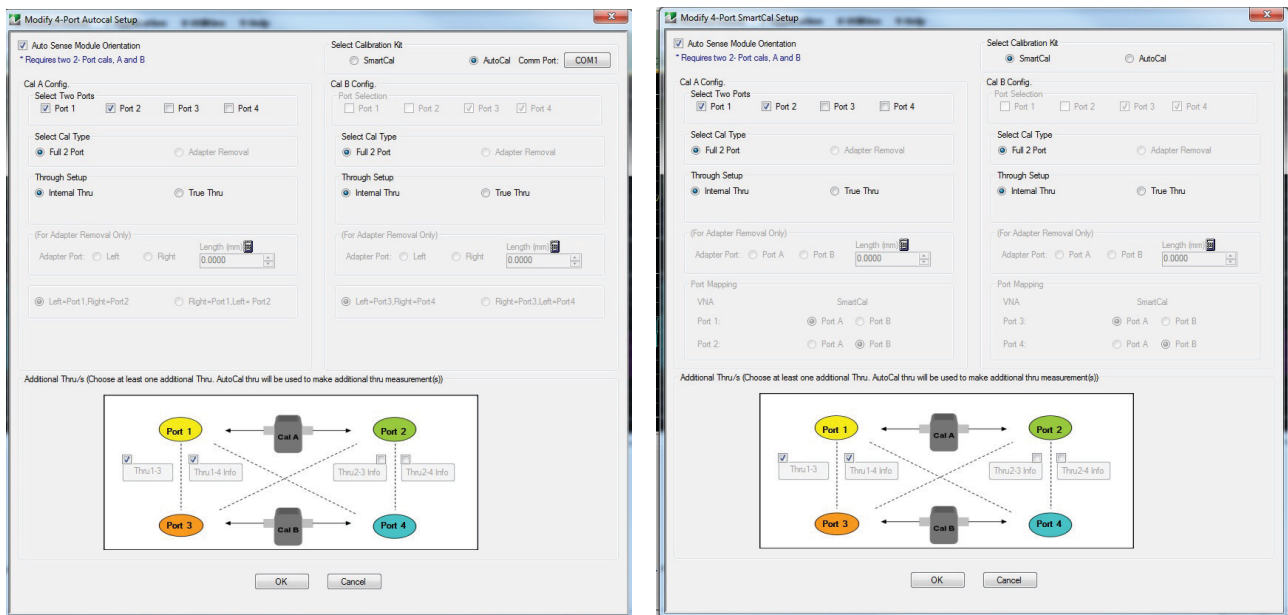 Modify 4-Port Autocal Setup
Auto Sense Module Orientation
* Requires two 2- Port cals, A and B
Select Calibration Kit
SmartCal AutoCal Comm Port: COM1
Cal A Config.
Select Two Ports
Port 1 Port 2 Port 3 Port 4
Select Cal Type
Full 2 Port Adapter Removal
Through Setup
Internal Thru True Thru
(For Adapter Removal Only)
Length (mm)
Adapter Port: Left Right 0.0000
Left=Port1,Right=Port2 Right=Port1,Left= Port2
Cal B Config.
Port Selection
Port 1 Port 2 Port 3 Port 4
Select Cal Type
Full 2 Port Adapter Removal
Through Setup
Internal Thru True Thru
(For Adapter Removal Only)
Length (mm)
Adapter Port: Left Right 0.0000
Left=Port3,Right=Port4 Right=Port3,Left=Port4
Additional Thru/s (Choose at least one additional Thru. AutoCal thru will be used to make additional thru measurement(s))
Port 1 Cal A Port 2
Thru1-3 Thru1-4 Info Thru2-3 Info Thru2-4 Info
Port 3 Cal B Port 4
OK Cancel
Modify 4-Port SmartCal Setup
Auto Sense Module Orientation
* Requires two 2- Port cals, A and B
Select Calibration Kit
SmartCal AutoCal
Cal A Config.
Select Two Ports
Port 1 Port 2 Port 3 Port 4
Select Cal Type
Full 2 Port Adapter Removal
Through Setup
Internal Thru True Thru
(For Adapter Removal Only)
Length (mm)
Adapter Port: Port A Port B 0.0000
Port Mapping
VNA SmartCal
Port 1: Port A Port B
Port 2: Port A Port B
Cal B Config.
Port Selection
Port 1 Port 2 Port 3 Port 4
Select Cal Type
Full 2 Port Adapter Removal
Through Setup
Internal Thru True Thru
(For Adapter Removal Only)
Length (mm)
Adapter Port: Port A Port B 0.0000
Port Mapping
VNA SmartCal
Port 3: Port A Port B
Port 4: Port A Port B
Additional Thru/s (Choose at least one additional Thru. AutoCal thru will be used to make additional thru measurement(s))
Port 1 Cal A Port 2
Thru1-3 Thru1-4 Info Thru2-3 Info Thru2-4 Info
Port 3 Cal B Port 4
OK Cancel